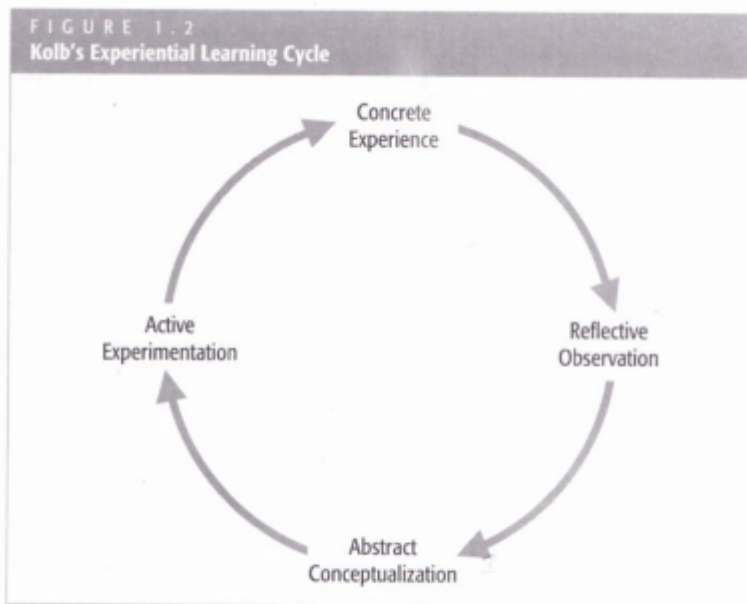 FIGURE 1.2
Kolb's Experiential Learning Cycle
Concrete
Experience
Reflective
Observation
Abstract
Conceptualization
Active
Experimentation